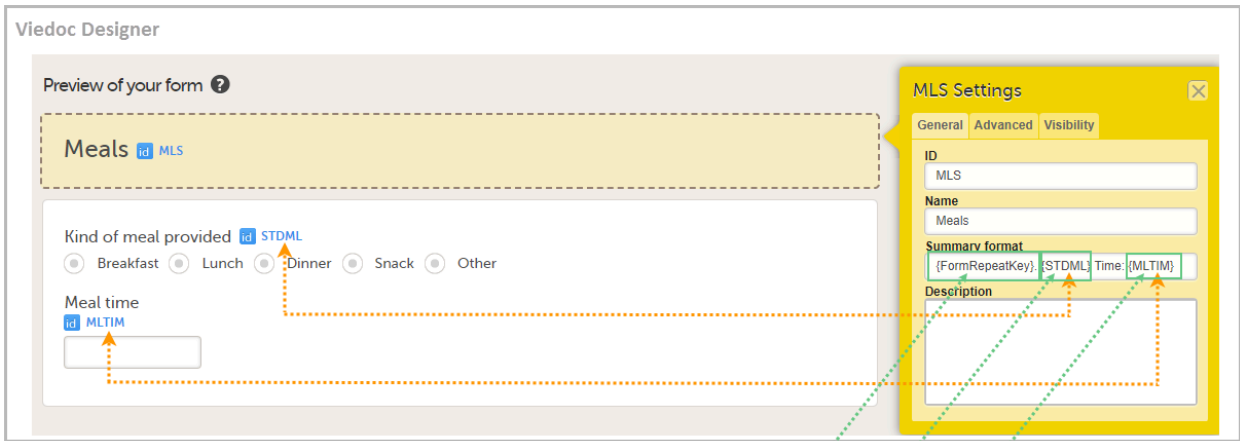 Viedoc Designer
Preview of your form ?
Meals id MLS
Kind of meal provided id STDML
Breakfast Lunch Dinner Snack Other
Meal time
id MLTIM
MLS Settings
General Advanced Visibility
ID
MLS
Name
Meals
Summary format
{FormRepeatKey}. {STDML} Time: {MLTIM}
Description